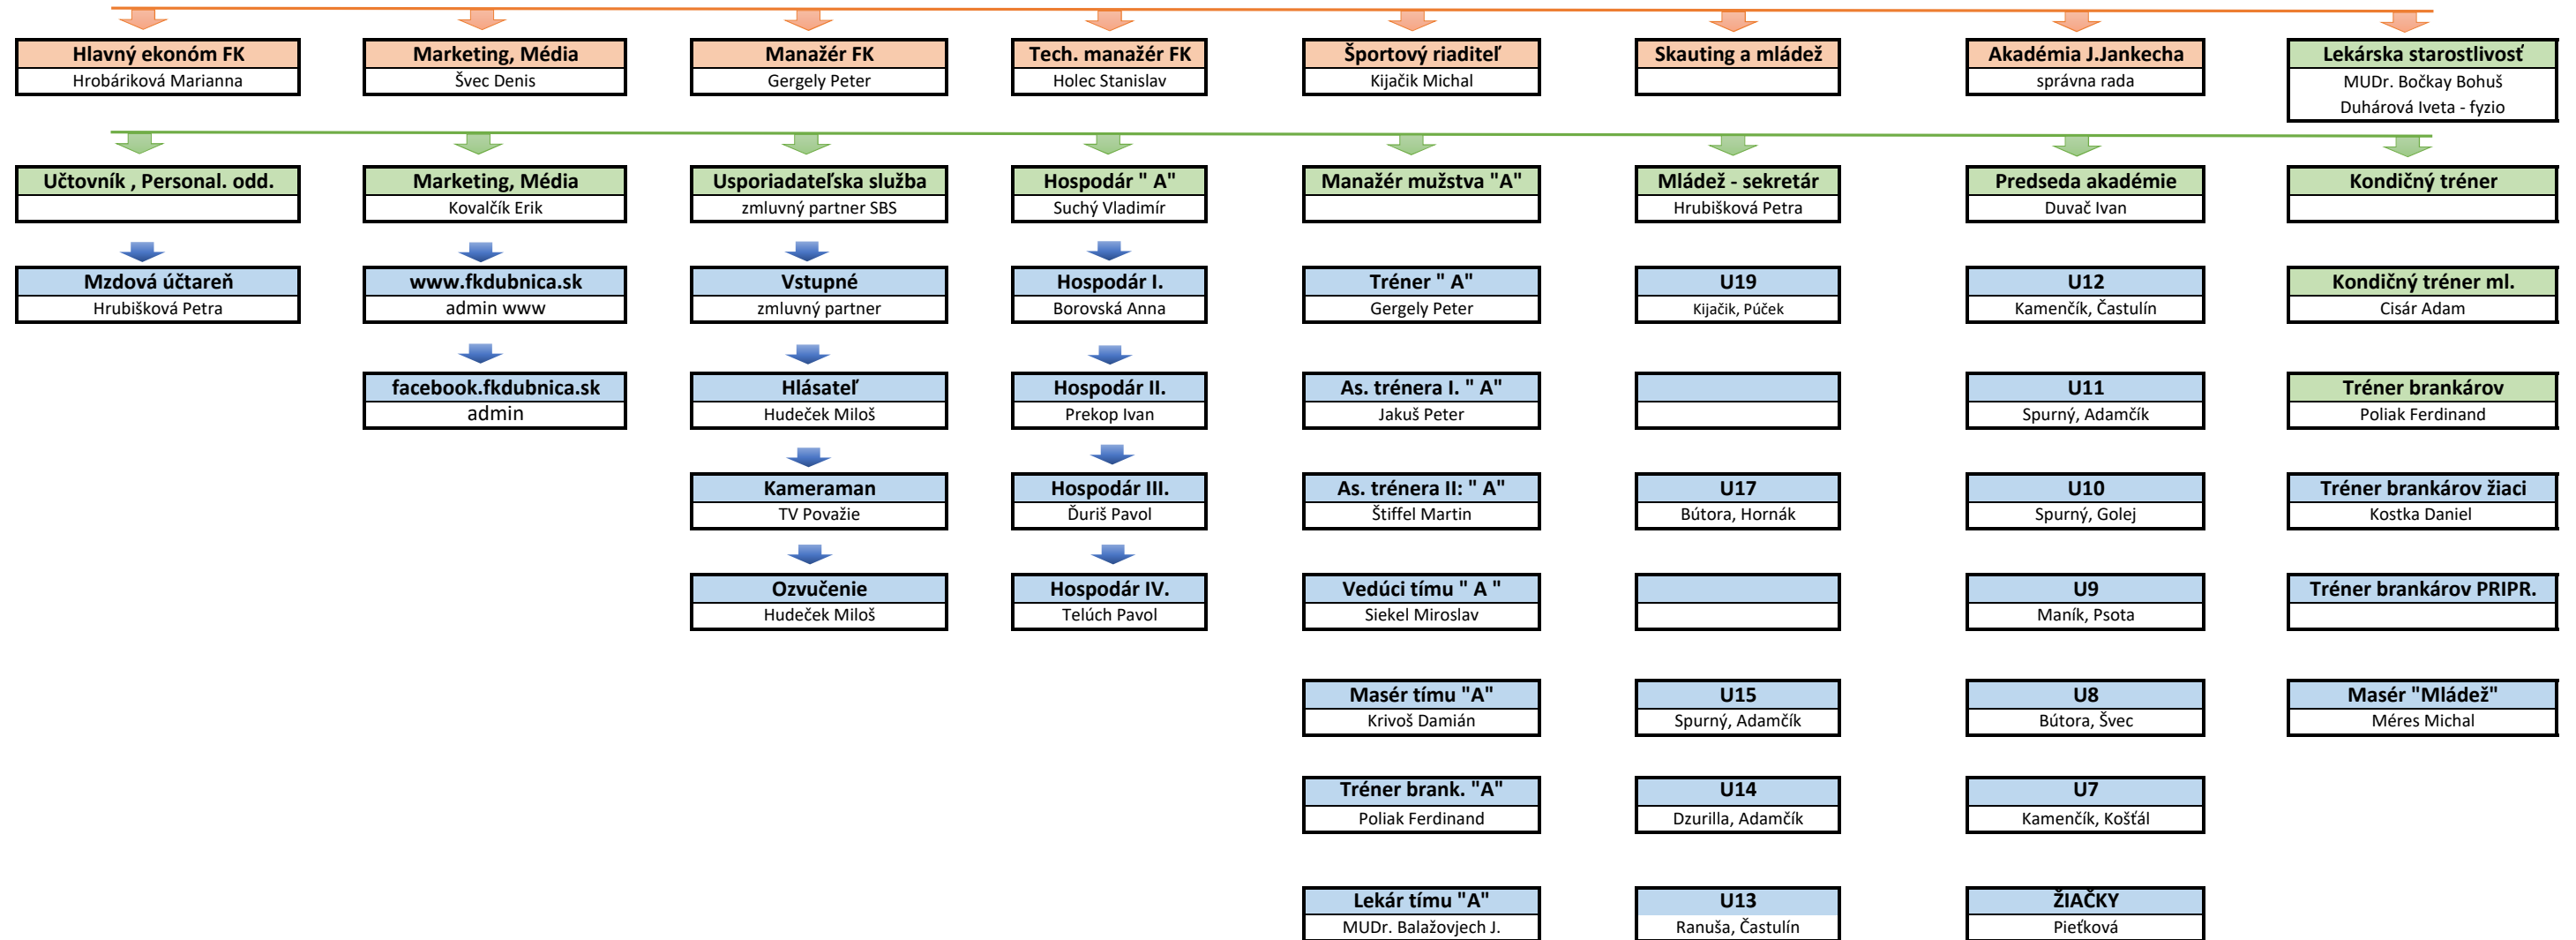 Hlavný ekonóm FK
Hrobáriková Marianna
Marketing, Média
Švec Denis
Manažér FK
Gergely Peter
Tech. manažér FK
Holec Stanislav
Športový riaditeľ
Kijačik Michal
Skauting a mládež
Akadémia J.Jankecha
správna rada
Lekárska starostlivosť
MUDr. Bočkay Bohuš
Duhárová Iveta - fyzio
Učtovník , Personal. odd.
Marketing, Média
Kovalčík Erik
Usporiadateľska služba
zmluvný partner SBS
Hospodár " A"
Suchý Vladimír
Manažér mužstva "A"
Mládež - sekretár
Hrubišková Petra
Predseda akadémie
Duvač Ivan
Kondičný tréner
Mzdová účtareň
Hrubišková Petra
www.fkdubnica.sk
admin www
Vstupné
zmluvný partner
Hospodár I.
Borovská Anna
Tréner " A"
Gergely Peter
U19
Kijačik, Púček
U12
Kamenčík, Častulín
Kondičný tréner ml.
Cisár Adam
facebook.fkdubnica.sk
admin
Hlásateľ
Hudeček Miloš
Hospodár II.
Prekop Ivan
As. trénera I. " A"
Jakuš Peter
U11
Spurný, Adamčík
Tréner brankárov
Poliak Ferdinand
Kameraman
TV Považie
Hospodár III.
Ďuriš Pavol
As. trénera II: " A"
Štiffel Martin
U17
Bútora, Hornák
U10
Spurný, Golej
Tréner brankárov žiaci
Kostka Daniel
Ozvučenie
Hudeček Miloš
Hospodár IV.
Telúch Pavol
Vedúci tímu " A "
Siekel Miroslav
U9
Maník, Psota
Tréner brankárov PRIPR.
Masér tímu "A"
Krivoš Damián
U15
Spurný, Adamčík
U8
Bútora, Švec
Masér "Mládež"
Méres Michal
Tréner brank. "A"
Poliak Ferdinand
U14
Dzurilla, Adamčík
U7
Kamenčík, Košťál
Lekár tímu "A"
MUDr. Balažovjech J.
U13
Ranuša, Častulín
ŽIAČKY
Pieťková